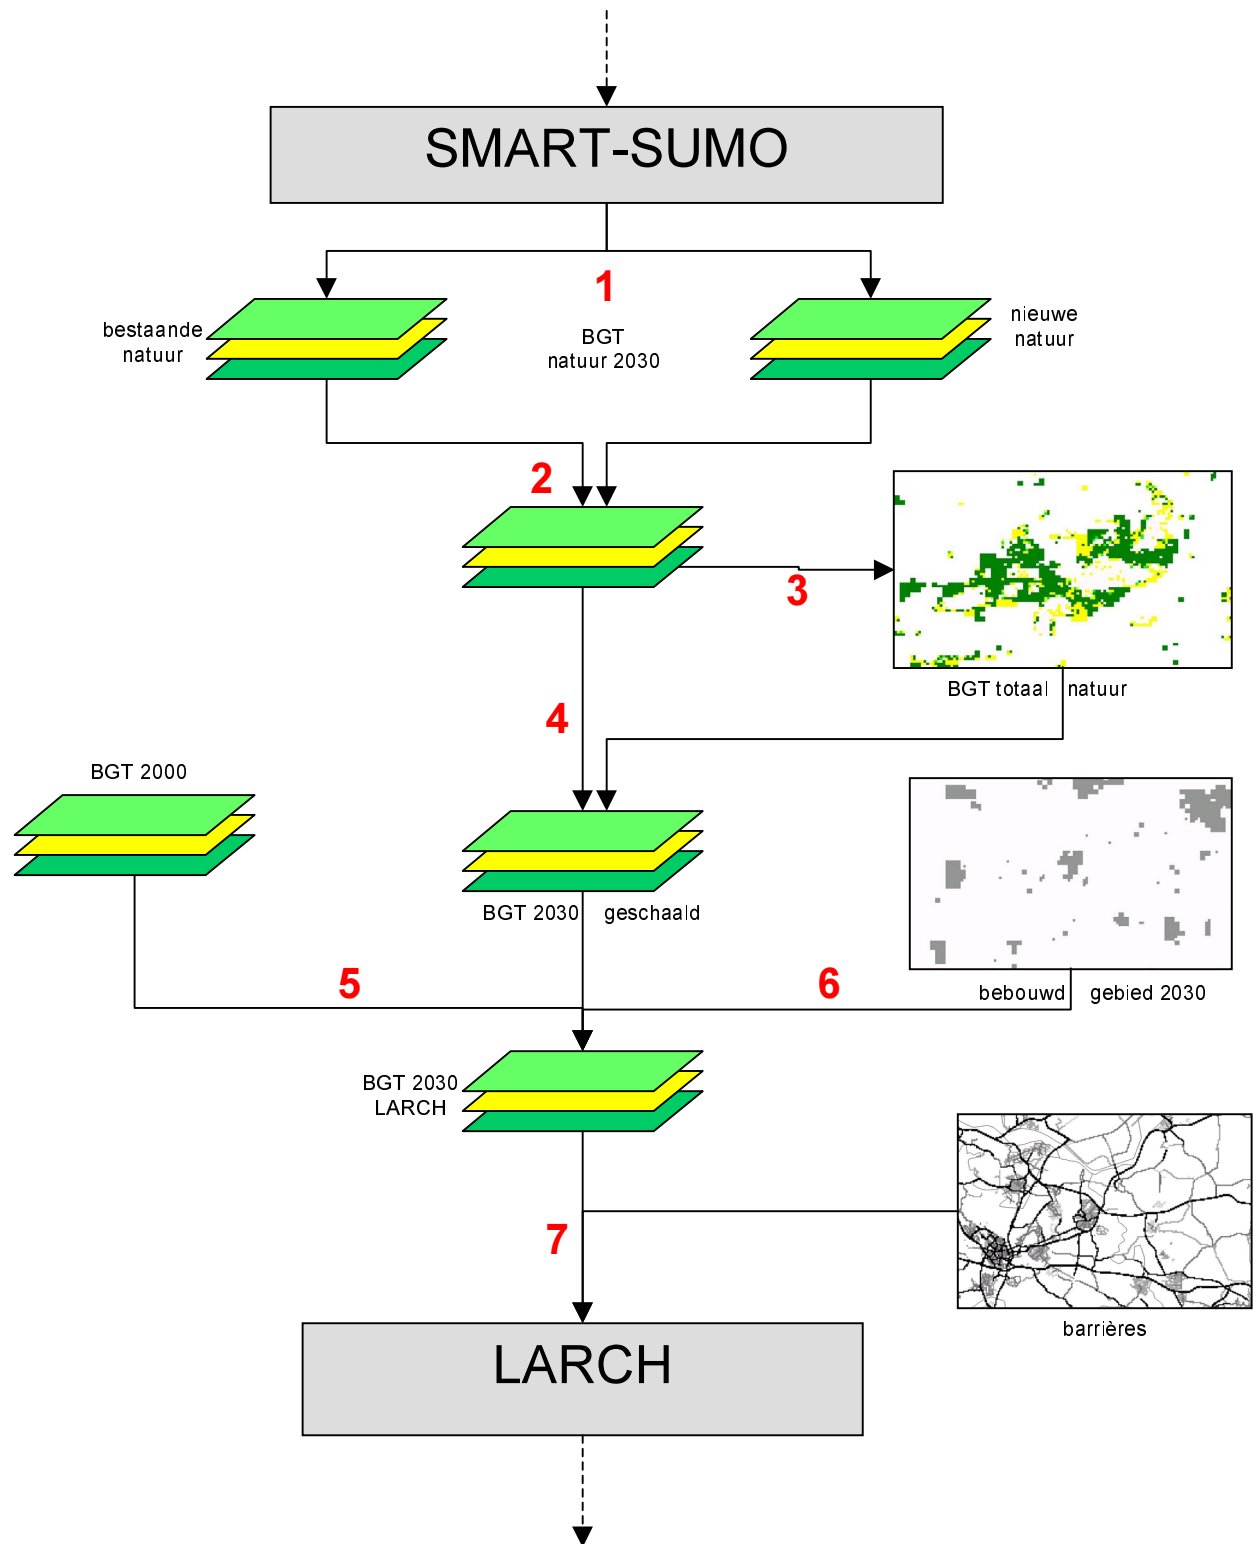 SMART-SUMO
1
bestaande
natuur
BGT
natuur 2030
nieuwe
natuur
2
3
BGT totaal natuur
4
BGT 2000
BGT 2030 geschaald
5
6
bebouwd gebied 2030
BGT 2030
LARCH
7
barrières
LARCH